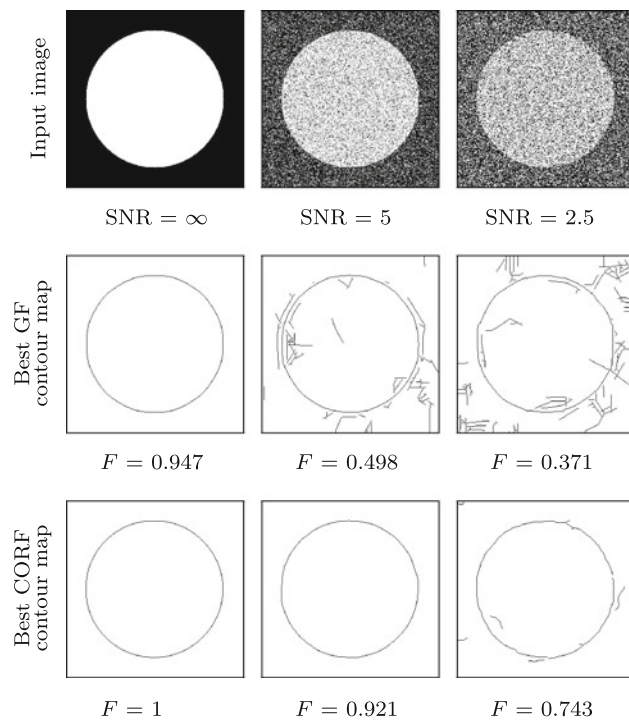 Input image
SNR = ∞
SNR = 5
SNR = 2.5
Best GF
contour map
F = 0.947
F = 0.498
F = 0.371
Best CORF
contour map
F = 1
F = 0.921
F = 0.743